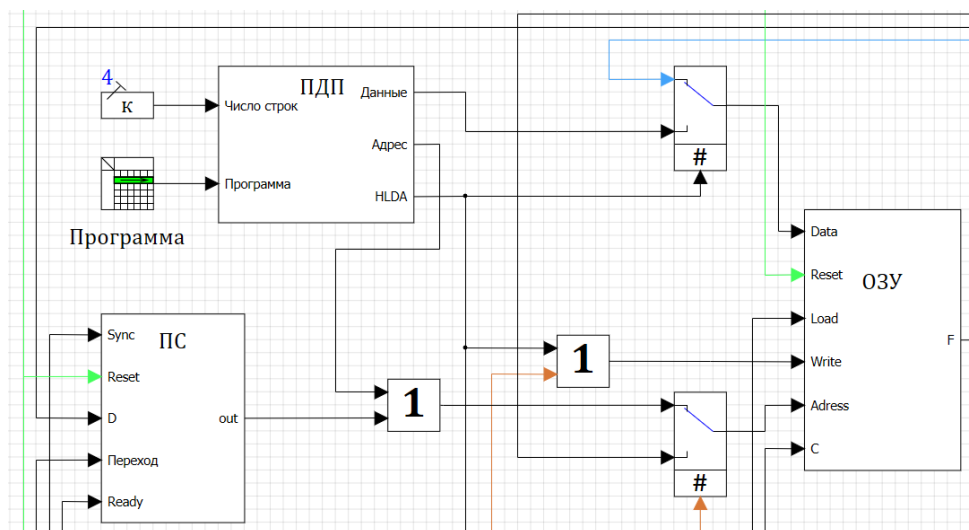 4
к
Программа
ПДП
Число строк
Программа
Данные
Адрес
HLDA
#
ПС
Sync
Reset
D
Переход
Ready
out
1
1
#
ОЗУ
Data
Reset
Load
Write
Adress
C
F